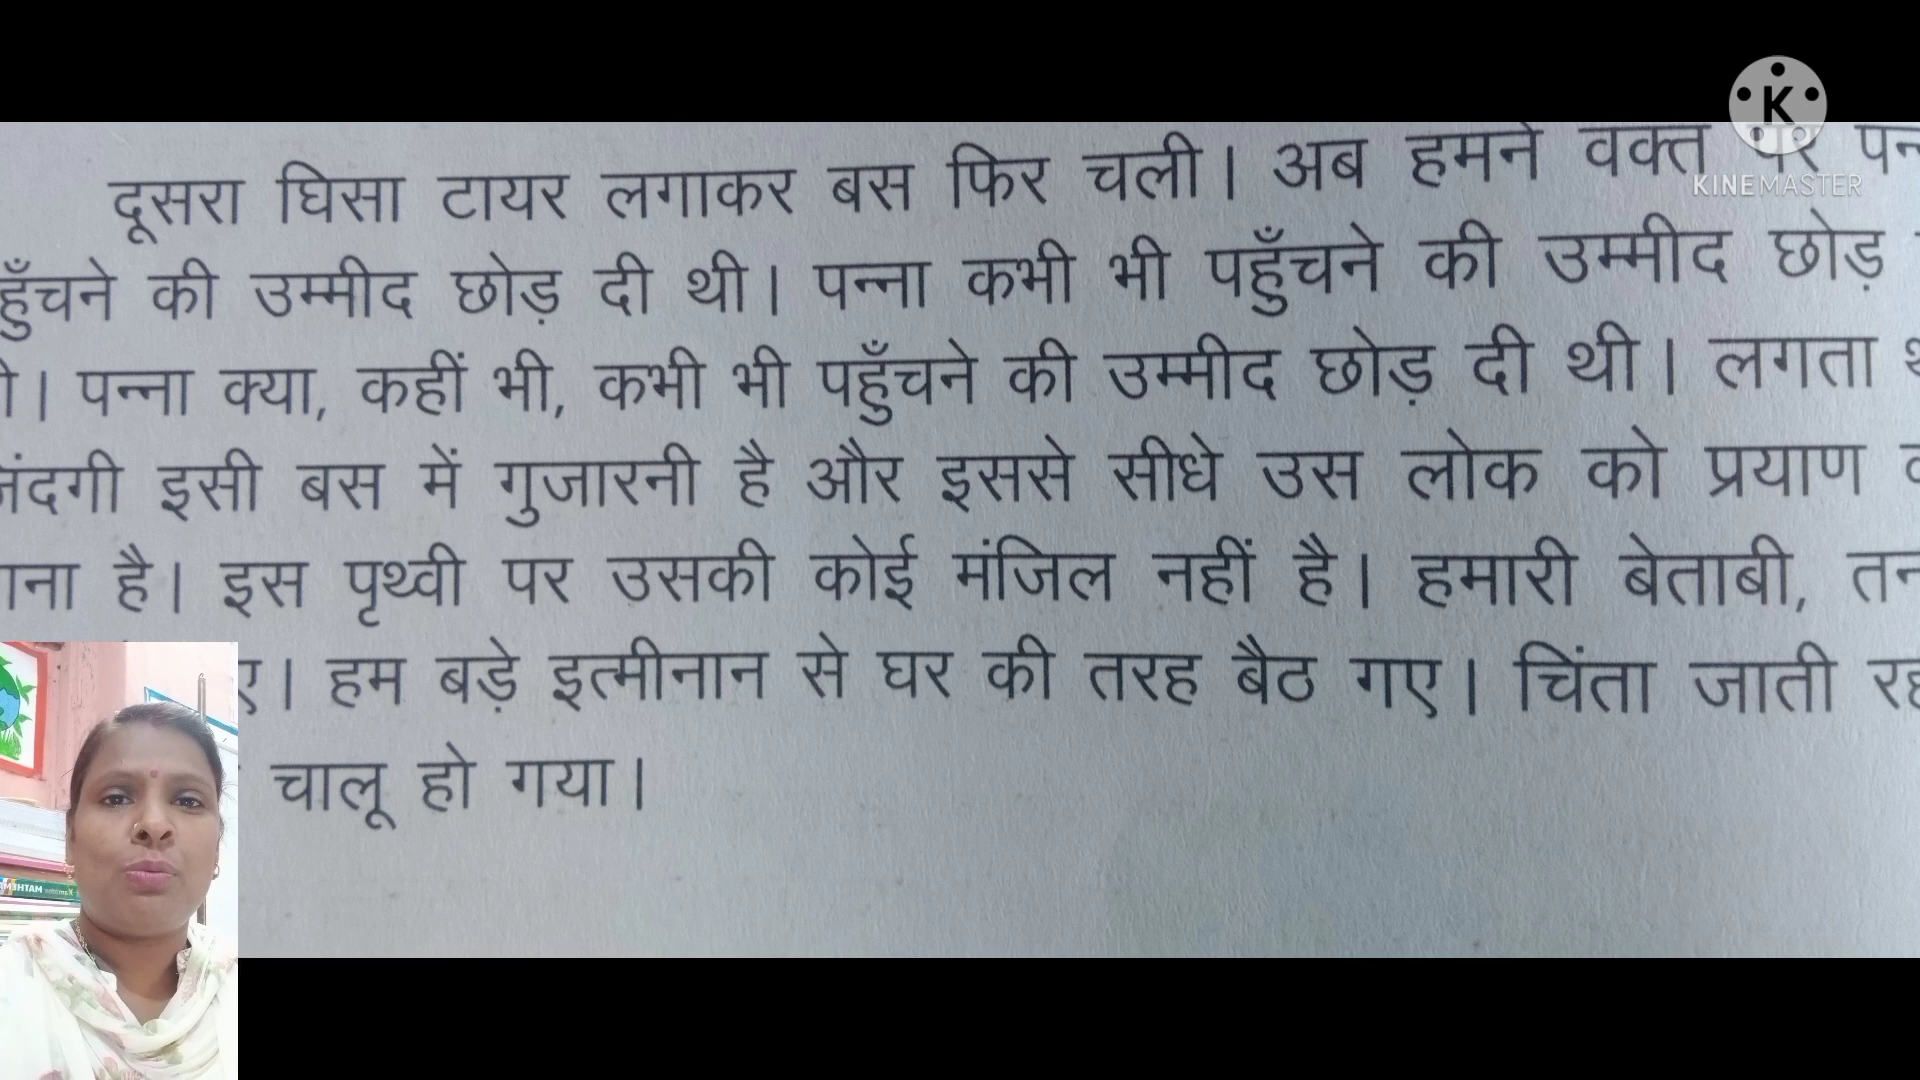 KINEMASTER
दूसरा घिसा टायर लगाकर बस फिर चली। अब हमने वक्त पर
की उम्मीद छोड़ दी थी। पन्ना कभी भी पहुँचने की उम्मीद छोड़
पन्ना क्या, कहीं भी, कभी भी पहुँचने की उम्मीद छोड़ दी थी। लगता
इसी बस में गुजारनी है और इससे सीधे उस लोक को प्रयाण
है। इस पृथ्वी पर उसकी कोई मंजिल नहीं है। हमारी बेताबी,
हम बड़े इत्मीनान से घर की तरह बैठ गए। चिंता जाती
चालू हो गया।